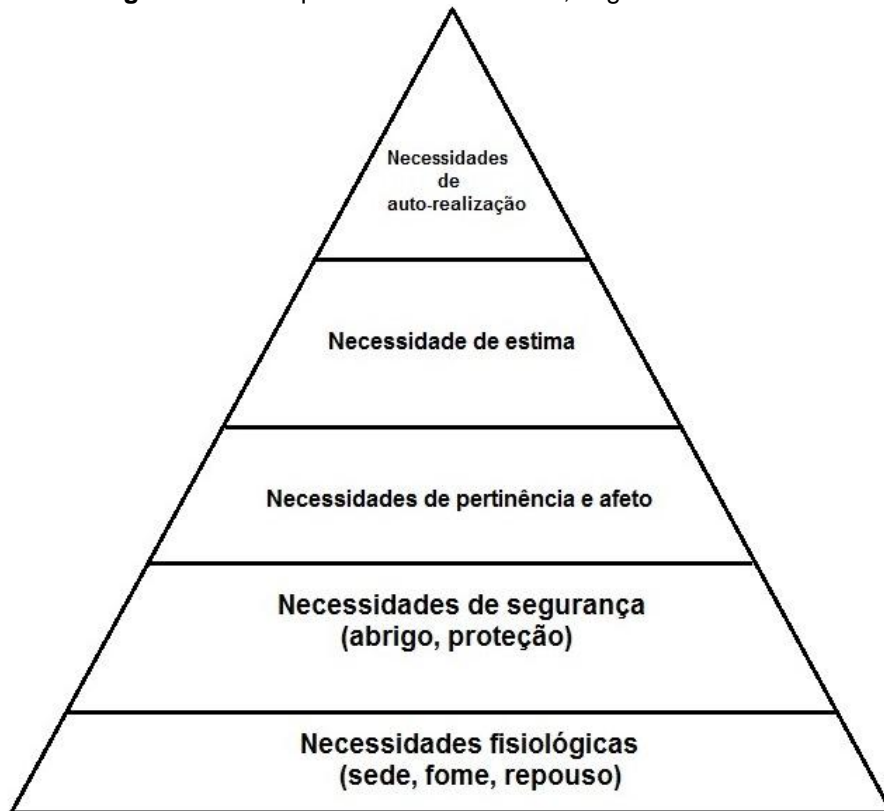 Necessidades
de
auto-realização
Necessidade de estima
Necessidades de pertinência e afeto
Necessidades de segurança
(abrigo, proteção)
Necessidades fisiológicas
(sede, fome, repouso)